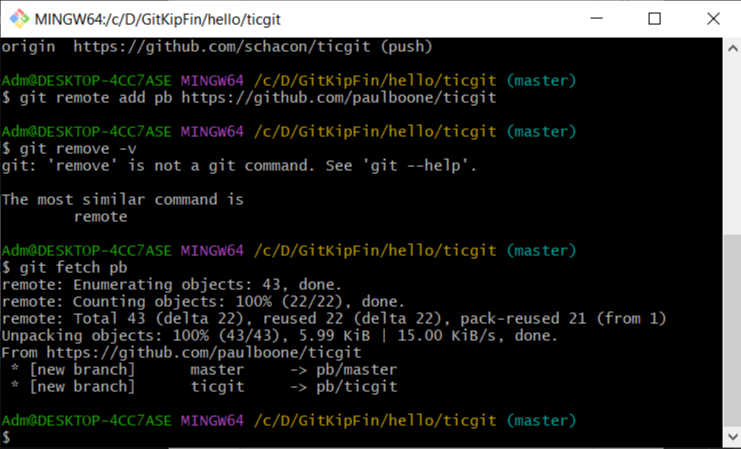 MINGW64:/c/D/GitKipFin/hello/ticgit
origin  https://github.com/schacon/ticgit (push)
Adm@DESKTOP-4CC7ASE MINGW64 /c/D/GitKipFin/hello/ticgit (master)
$ git remote add pb https://github.com/paulboone/ticgit
Adm@DESKTOP-4CC7ASE MINGW64 /c/D/GitKipFin/hello/ticgit (master)
$ git remove -v
git: 'remove' is not a git command. See 'git --help'.
The most similar command is
        remote
Adm@DESKTOP-4CC7ASE MINGW64 /c/D/GitKipFin/hello/ticgit (master)
$ git fetch pb
remote: Enumerating objects: 43, done.
remote: Counting objects: 100% (22/22), done.
remote: Total 43 (delta 22), reused 22 (delta 22), pack-reused 21 (from 1)
Unpacking objects: 100% (43/43), 5.99 KiB | 15.00 KiB/s, done.
From https://github.com/paulboone/ticgit
 * [new branch]      master     -> pb/master
 * [new branch]      ticgit     -> pb/ticgit
Adm@DESKTOP-4CC7ASE MINGW64 /c/D/GitKipFin/hello/ticgit (master)
$